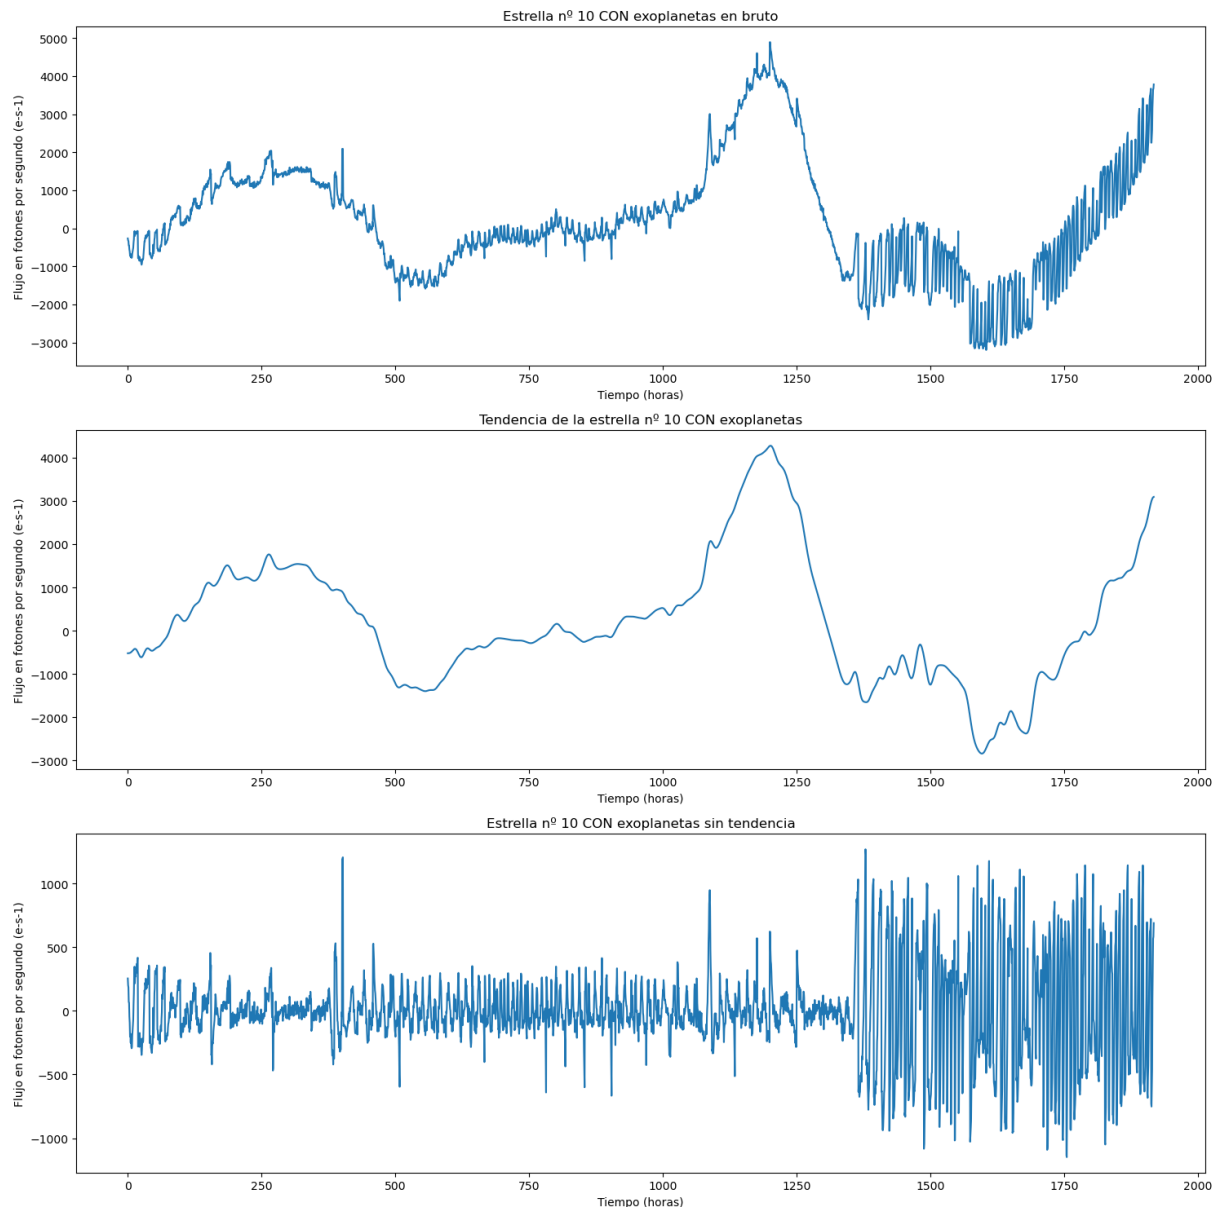 Estrella nº 10 CON exoplanetas en bruto
5000
4000
3000
2000
1000
0
−1000
−2000
−3000
Flujo en fotones por segundo (e-s-1)
0 250 500 750 1000 1250 1500 1750 2000
Tiempo (horas)
Tendencia de la estrella nº 10 CON exoplanetas
4000
3000
2000
1000
0
−1000
−2000
−3000
Flujo en fotones por segundo (e-s-1)
0 250 500 750 1000 1250 1500 1750 2000
Tiempo (horas)
Estrella nº 10 CON exoplanetas sin tendencia
1000
500
0
−500
−1000
Flujo en fotones por segundo (e-s-1)
0 250 500 750 1000 1250 1500 1750 2000
Tiempo (horas)